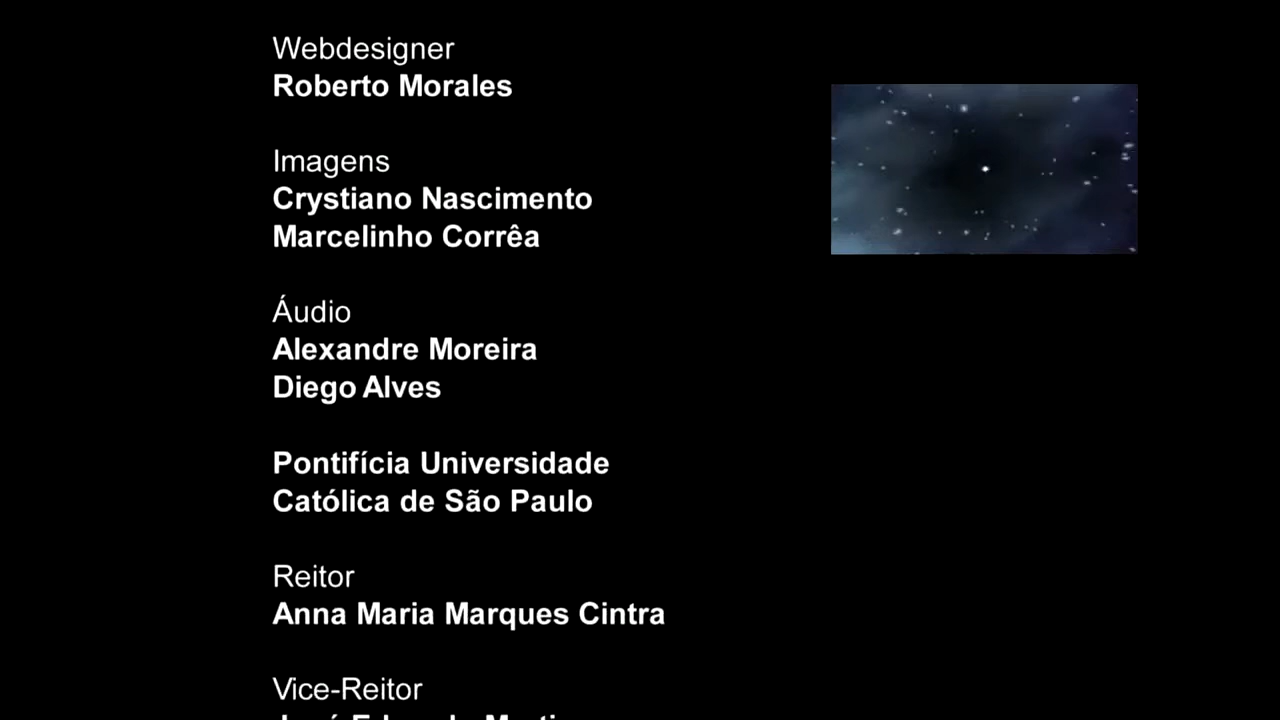 Webdesigner
Roberto Morales
Imagens
Crystiano Nascimento
Marcelinho Corrêa
Áudio
Alexandre Moreira
Diego Alves
Pontifícia Universidade
Católica de São Paulo
Reitor
Anna Maria Marques Cintra
Vice-Reitor